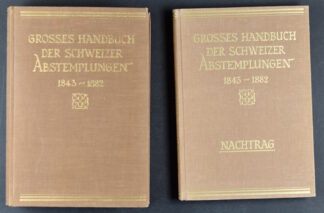 GROSSES HANDBUCH
DER SCHWEIZER
ABSTEMPLUNGEN
1843-1882
GROSSES HANDBUCH
DER SCHWEIZER
ABSTEMPLUNGEN
1843-1882
NACHTRAG